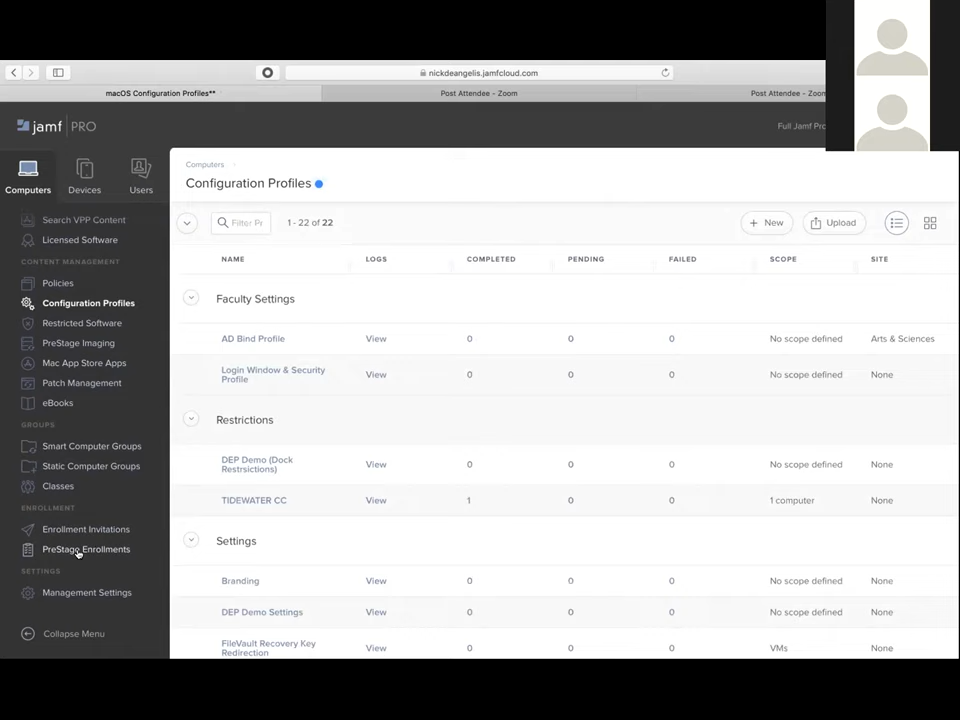 nickdeangelis.jamfcloud.com
macOS Configuration Profiles**
Post Attendee - Zoom
Post Attendee - Zoom
jamf PRO
Full Jamf Pro
Computers
Devices
Users
Search VPP Content
Licensed Software
CONTENT MANAGEMENT
Policies
Configuration Profiles
Restricted Software
PreStage Imaging
Mac App Store Apps
Patch Management
eBooks
GROUPS
Smart Computer Groups
Static Computer Groups
Classes
ENROLLMENT
Enrollment Invitations
PreStage Enrollments
SETTINGS
Management Settings
Collapse Menu
Computers
Configuration Profiles
Filter Pr
1 - 22 of 22
New
Upload
NAME LOGS COMPLETED PENDING FAILED SCOPE SITE
Faculty Settings
AD Bind Profile View 0 0 0 No scope defined Arts & Sciences
Login Window & Security
Profile
View 0 0 0 No scope defined None
Restrictions
DEP Demo (Dock
Restrsictions)
View 0 0 0 No scope defined None
TIDEWATER CC View 1 0 0 1 computer None
Settings
Branding View 0 0 0 No scope defined None
DEP Demo Settings View 0 0 0 No scope defined None
FileVault Recovery Key
Redirection
View 0 0 0 VMs None